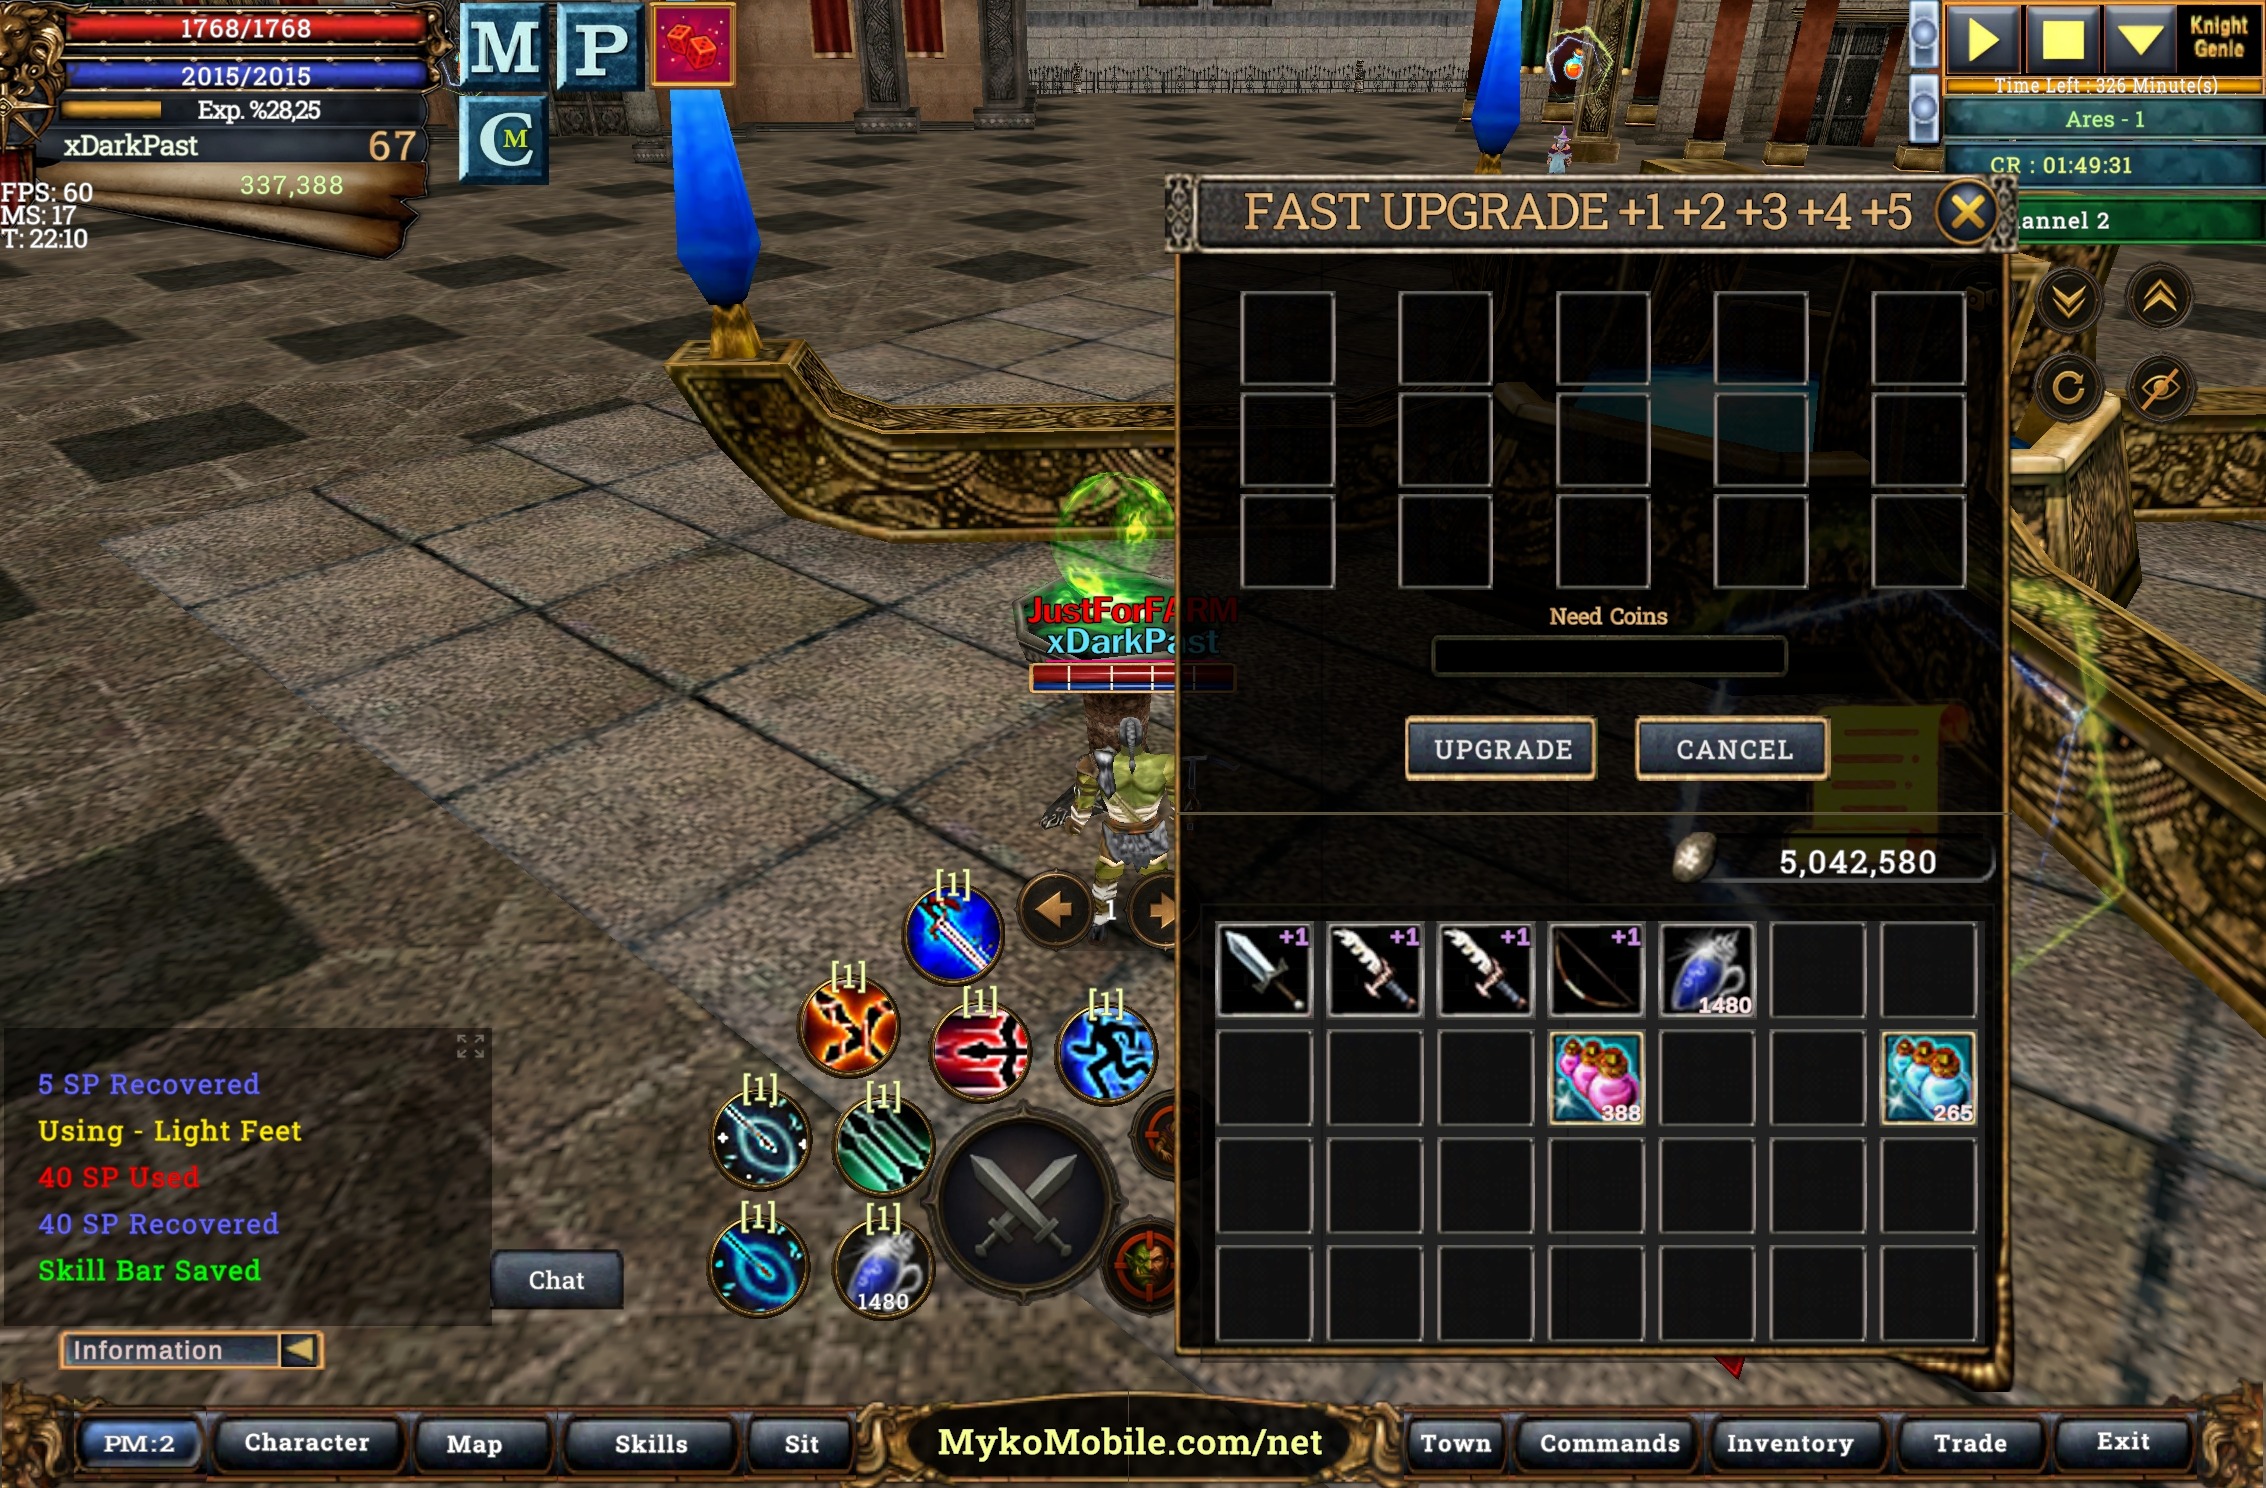 1768/1768
2015/2015
Exp. %28,25
xDarkPast 67
337,388
FPS: 60
MS: 17
T: 22:10
M
P
C M
Knight
Genie
Time Left : 326 Minute(s)
Ares - 1
CR : 01:49:31
annel 2
FAST UPGRADE +1 +2 +3 +4 +5
Need Coins
UPGRADE
CANCEL
5,042,580
+1
+1
+1
+1
1480
388
265
JustForFARM
xDarkPast
1
[1]
[1]
[1]
[1]
[1]
[1]
[1]
[1]
1480
5 SP Recovered
Using - Light Feet
40 SP Used
40 SP Recovered
Skill Bar Saved
Chat
Information
PM:2
Character
Map
Skills
Sit
MykoMobile.com/net
Town
Commands
Inventory
Trade
Exit